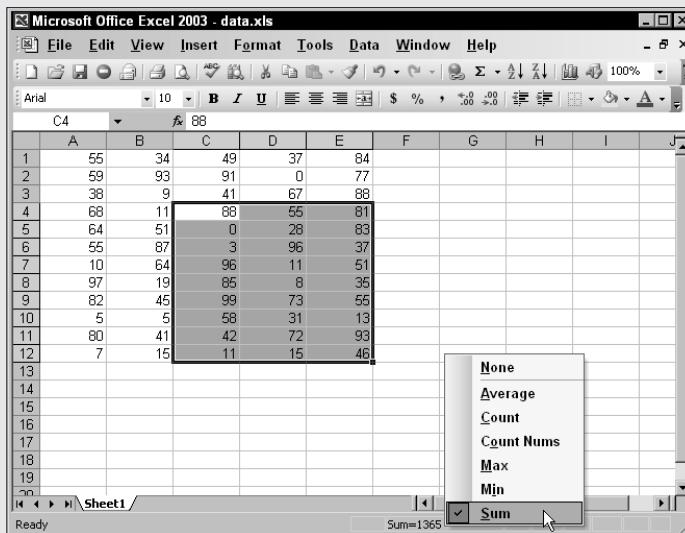 Microsoft Office Excel 2003 - data.xls
File Edit View Insert Format Tools Data Window Help
100%
Arial 10 B I U $ % ,
C4 fx 88
A B C D E F G H I J
1 55 34 49 37 84
2 59 93 91 0 77
3 38 9 41 67 88
4 68 11 88 55 81
5 64 51 0 28 83
6 55 87 3 96 37
7 10 64 96 11 51
8 97 19 85 8 35
9 82 45 99 73 55
10 5 5 58 31 13
11 80 41 42 72 93
12 7 15 11 15 46
13
14
15
16
17
18
19
20
None
Average
Count
Count Nums
Max
Min
Sum
Sheet1
Ready Sum=1365